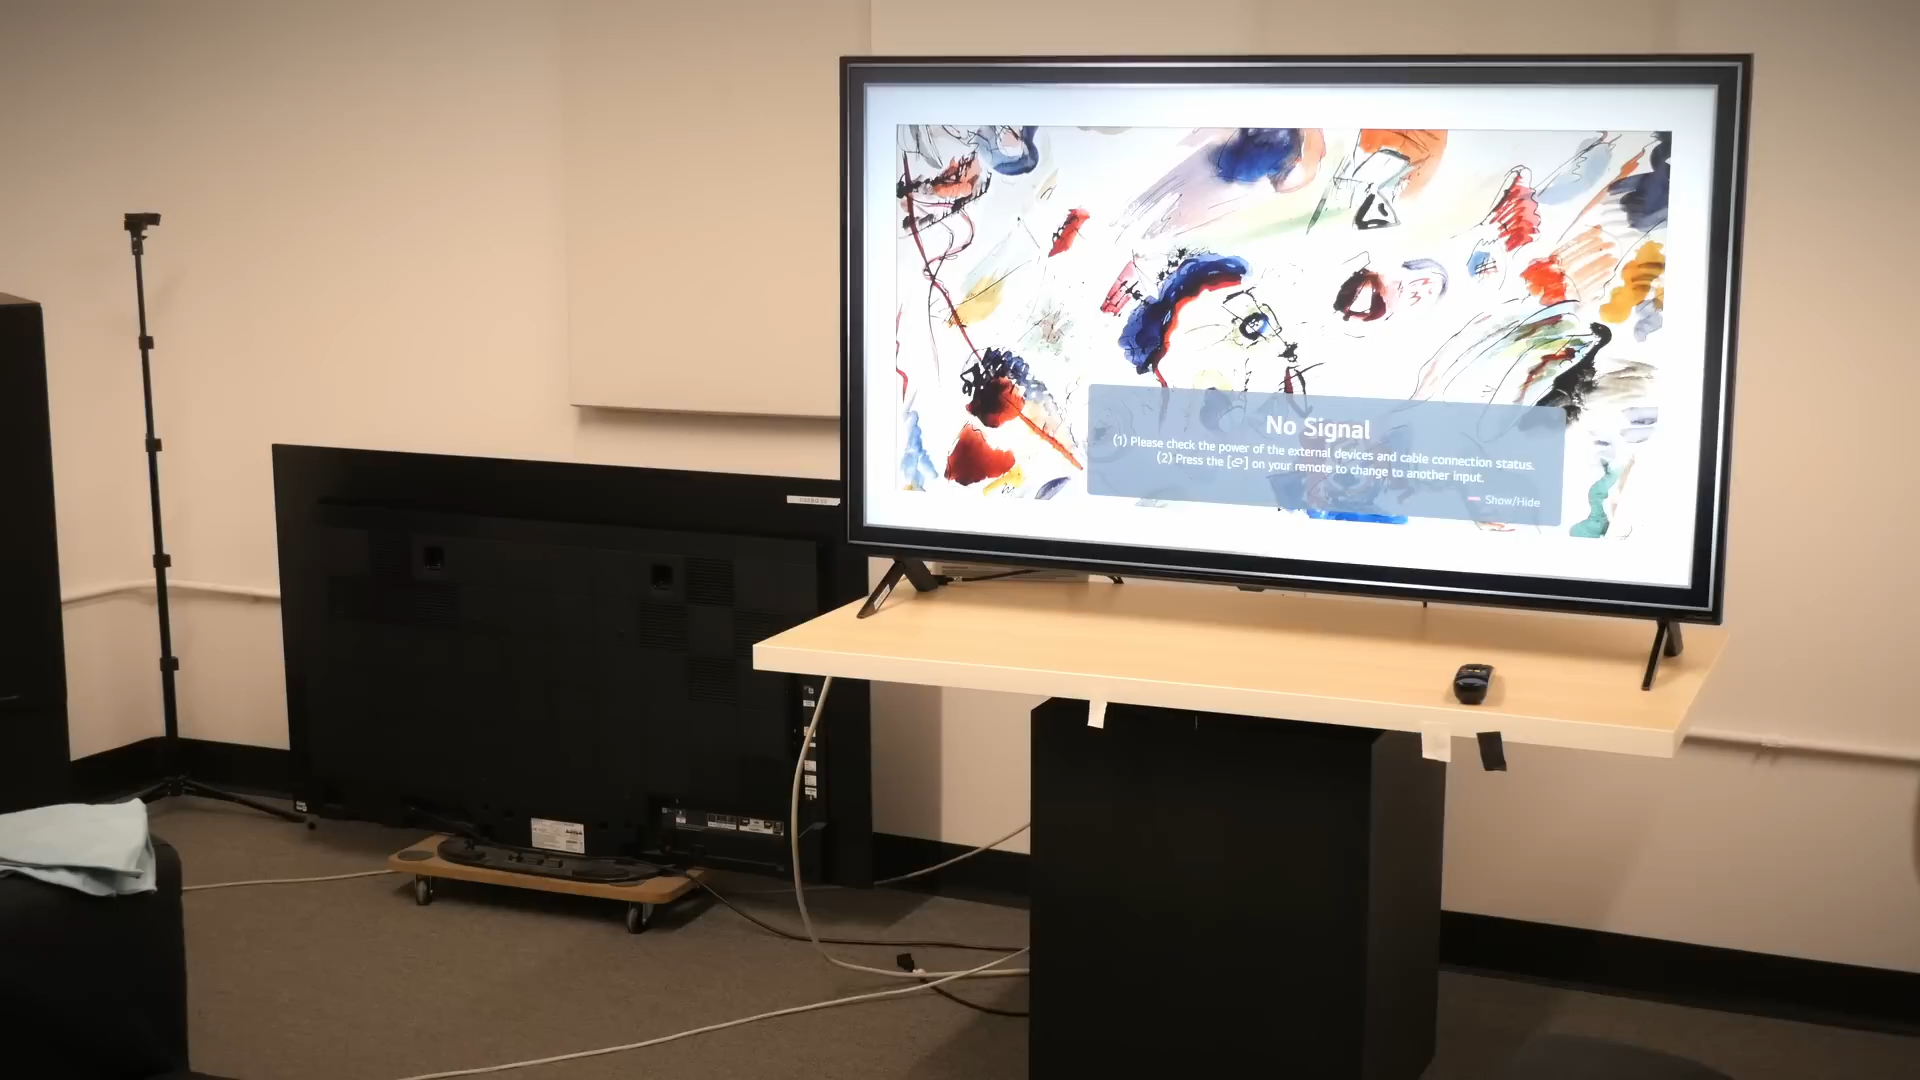 No Signal
(1) Please check the power of the external devices and cable connection status.
(2) Press the [⏎] on your remote to change to another input.
Show/Hide